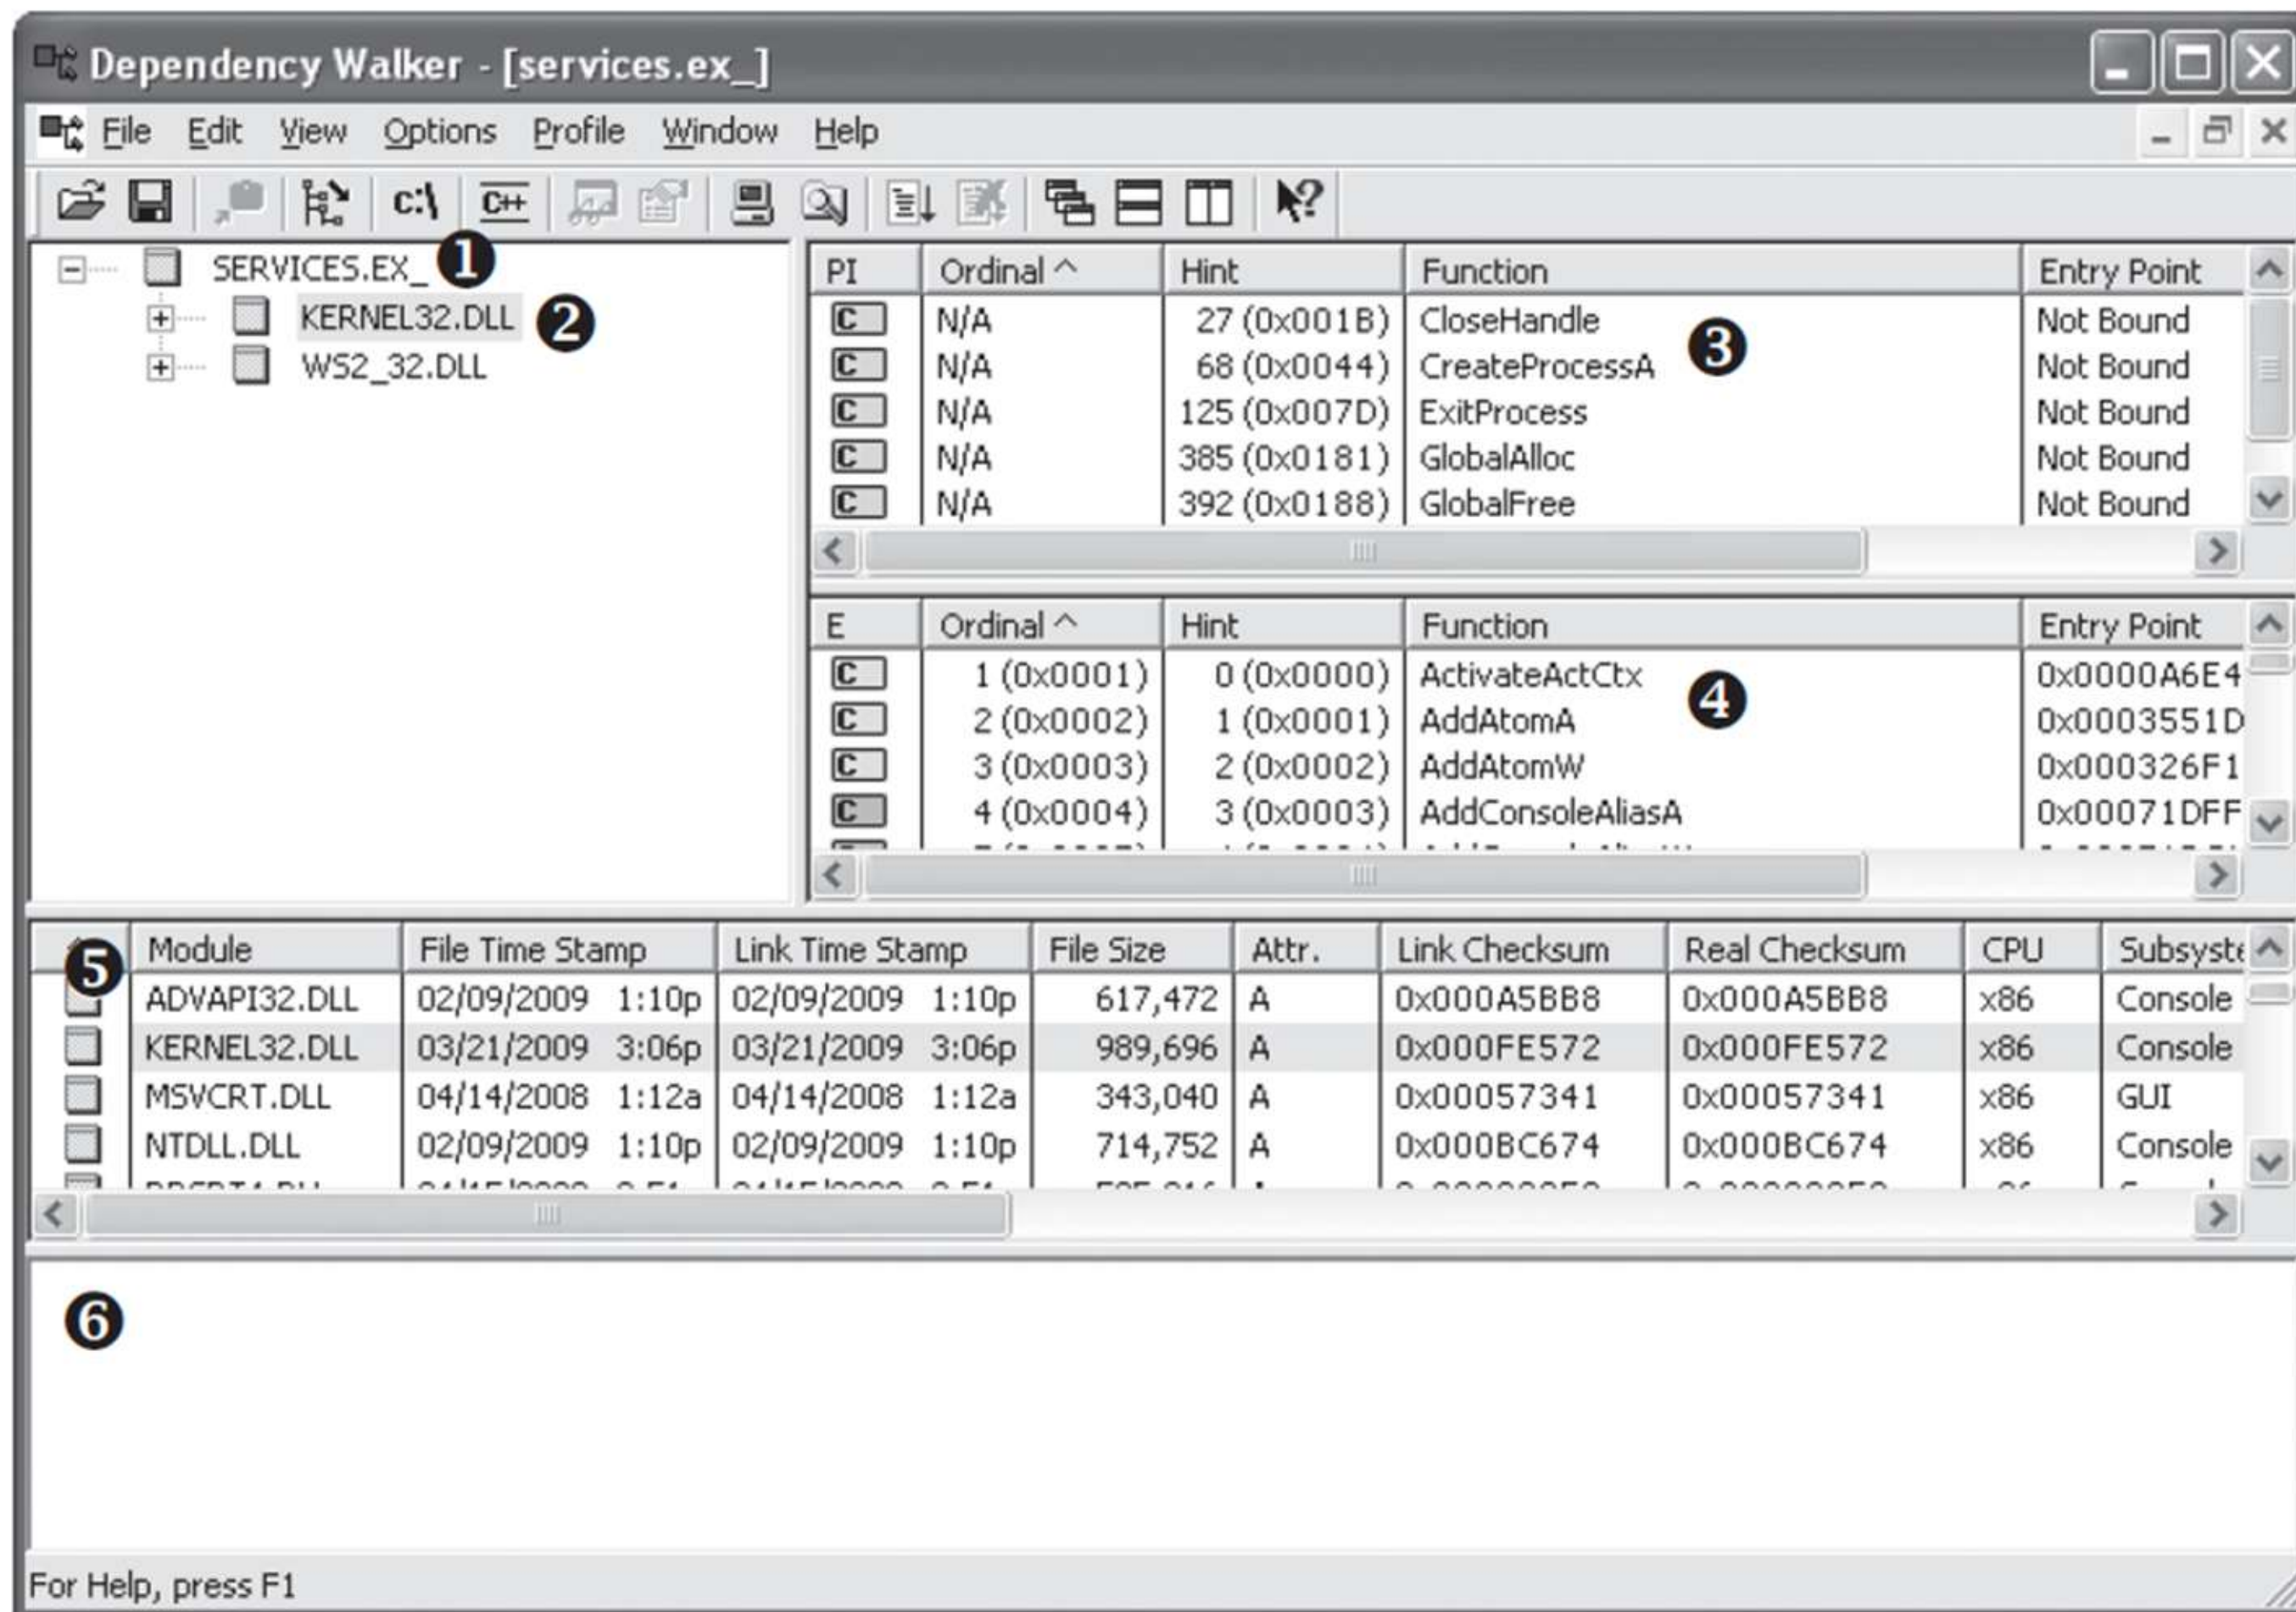 Dependency Walker - [services.ex_]
File Edit View Options Profile Window Help
C:\ C++
SERVICES.EX_ 1
KERNEL32.DLL 2
WS2_32.DLL
PI Ordinal ^ Hint Function Entry Point
C N/A 27 (0x001B) CloseHandle Not Bound
3
C N/A 68 (0x0044) CreateProcessA Not Bound
C N/A 125 (0x007D) ExitProcess Not Bound
C N/A 385 (0x0181) GlobalAlloc Not Bound
C N/A 392 (0x0188) GlobalFree Not Bound
E Ordinal ^ Hint Function Entry Point
C 1 (0x0001) 0 (0x0000) ActivateActCtx 0x0000A6E4
4
C 2 (0x0002) 1 (0x0001) AddAtomA 0x0003551D
C 3 (0x0003) 2 (0x0002) AddAtomW 0x000326F1
C 4 (0x0004) 3 (0x0003) AddConsoleAliasA 0x00071DFF
5 Module File Time Stamp Link Time Stamp File Size Attr. Link Checksum Real Checksum CPU Subsyste
ADVAPI32.DLL 02/09/2009 1:10p 02/09/2009 1:10p 617,472 A 0x000A5BB8 0x000A5BB8 x86 Console
KERNEL32.DLL 03/21/2009 3:06p 03/21/2009 3:06p 989,696 A 0x000FE572 0x000FE572 x86 Console
MSVCRT.DLL 04/14/2008 1:12a 04/14/2008 1:12a 343,040 A 0x00057341 0x00057341 x86 GUI
NTDLL.DLL 02/09/2009 1:10p 02/09/2009 1:10p 714,752 A 0x000BC674 0x000BC674 x86 Console
6
For Help, press F1